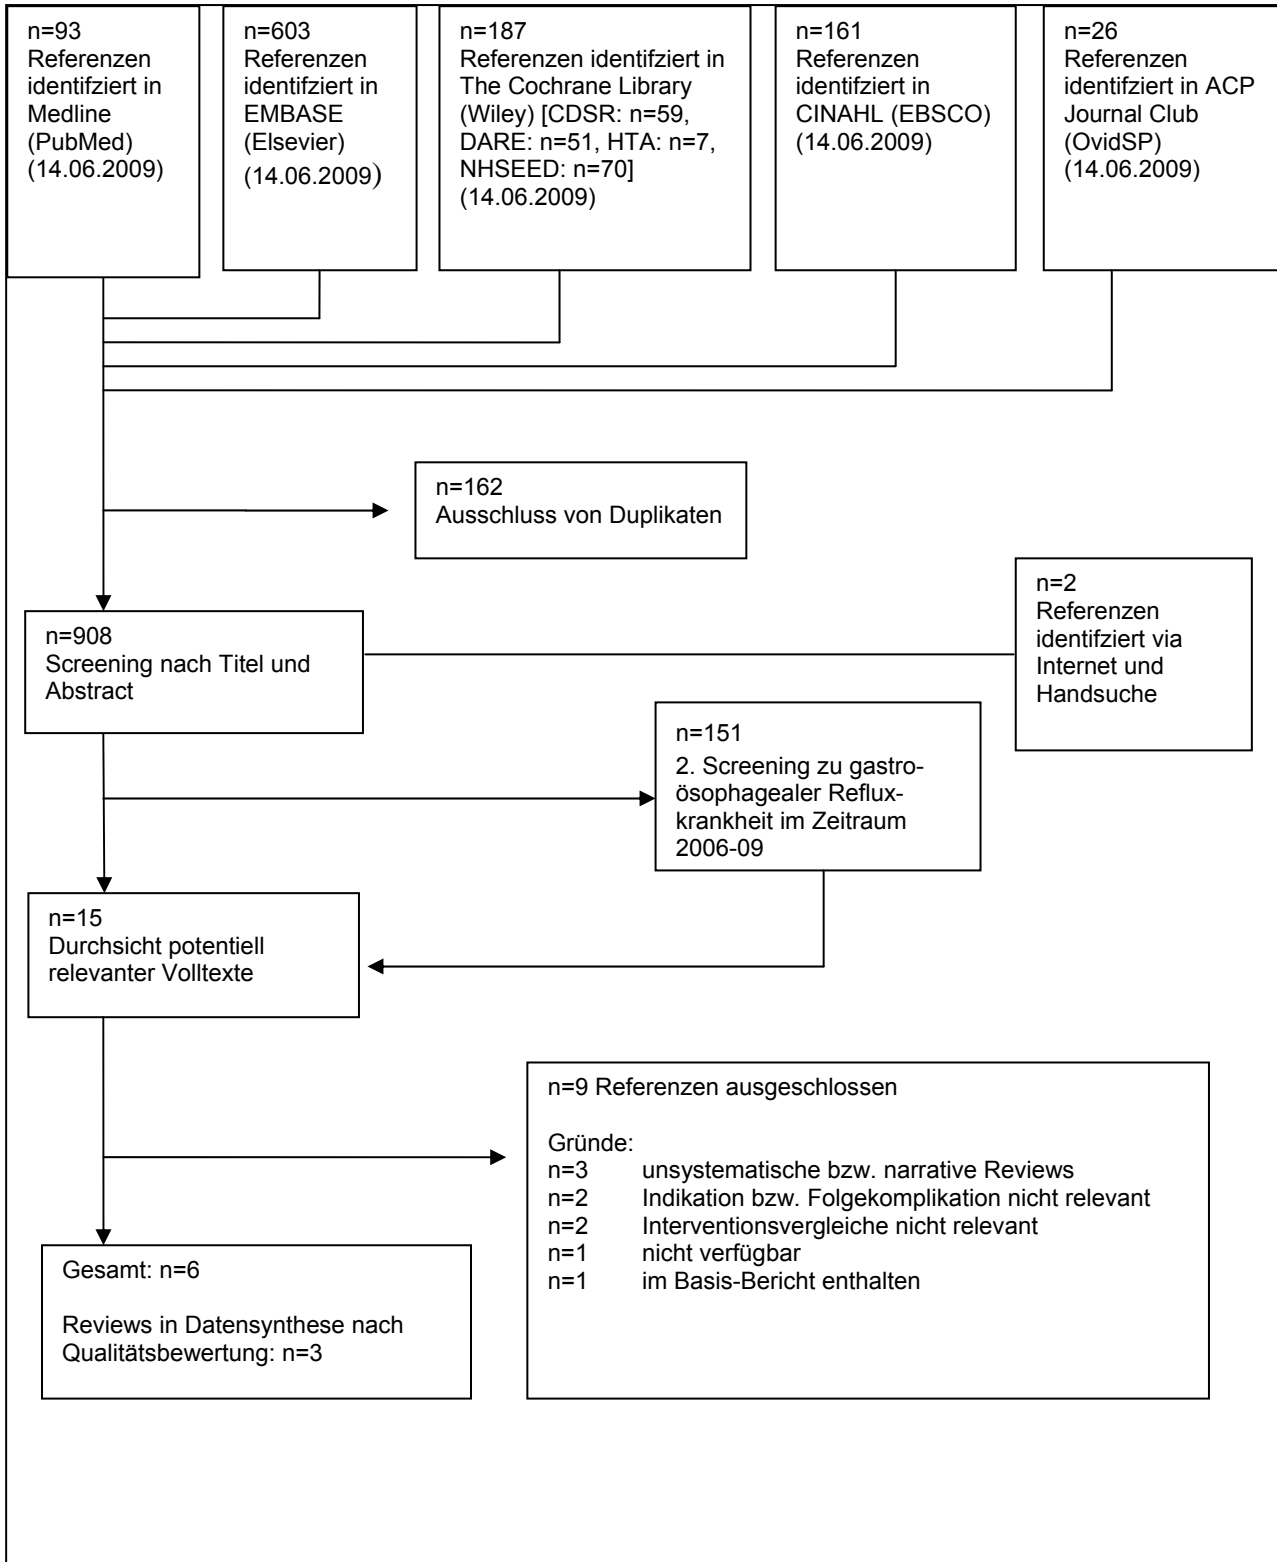 n=93
Referenzen
identifziert in
Medline
(PubMed)
(14.06.2009)
n=603
Referenzen
identifziert in
EMBASE
(Elsevier)
(14.06.2009)
n=187
Referenzen identifziert in
The Cochrane Library
(Wiley) [CDSR: n=59,
DARE: n=51, HTA: n=7,
NHSEED: n=70]
(14.06.2009)
n=161
Referenzen
identifziert in
CINAHL (EBSCO)
(14.06.2009)
n=26
Referenzen
identifziert in ACP
Journal Club
(OvidSP)
(14.06.2009)
n=162
Ausschluss von Duplikaten
n=2
Referenzen
identifziert via
Internet und
Handsuche
n=908
Screening nach Titel und
Abstract
n=151
2. Screening zu gastro-
ösophagealer Reflux-
krankheit im Zeitraum
2006-09
n=15
Durchsicht potentiell
relevanter Volltexte
n=9 Referenzen ausgeschlossen
Gründe:
n=3 unsystematische bzw. narrative Reviews
n=2 Indikation bzw. Folgekomplikation nicht relevant
n=2 Interventionsvergleiche nicht relevant
n=1 nicht verfügbar
n=1 im Basis-Bericht enthalten
Gesamt: n=6
Reviews in Datensynthese nach
Qualitätsbewertung: n=3